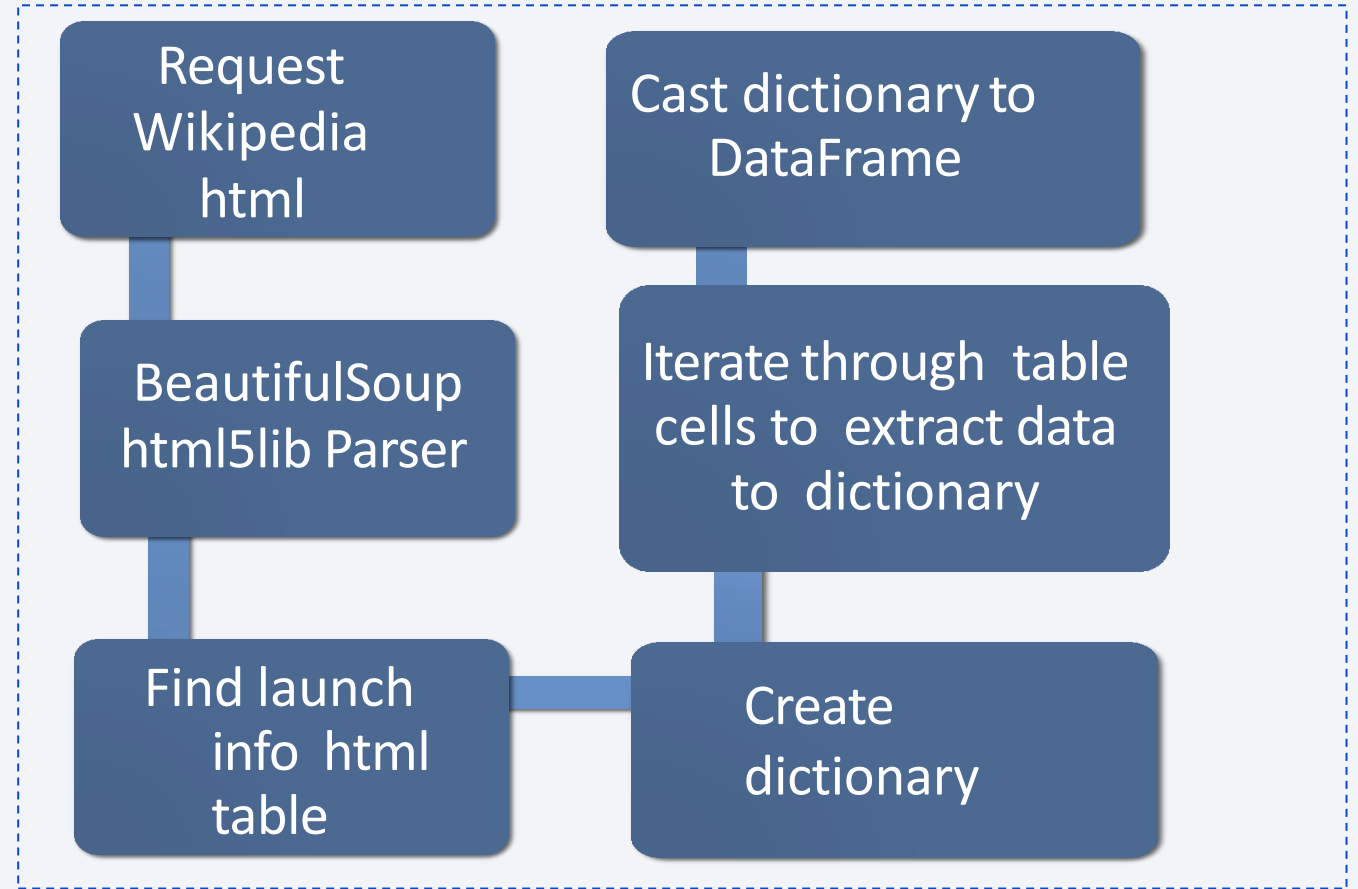 Request
Wikipedia
html
BeautifulSoup
html5lib Parser
Find launch
info html
table
Create
dictionary
Iterate through table
cells to extract data
to dictionary
Cast dictionary to
DataFrame